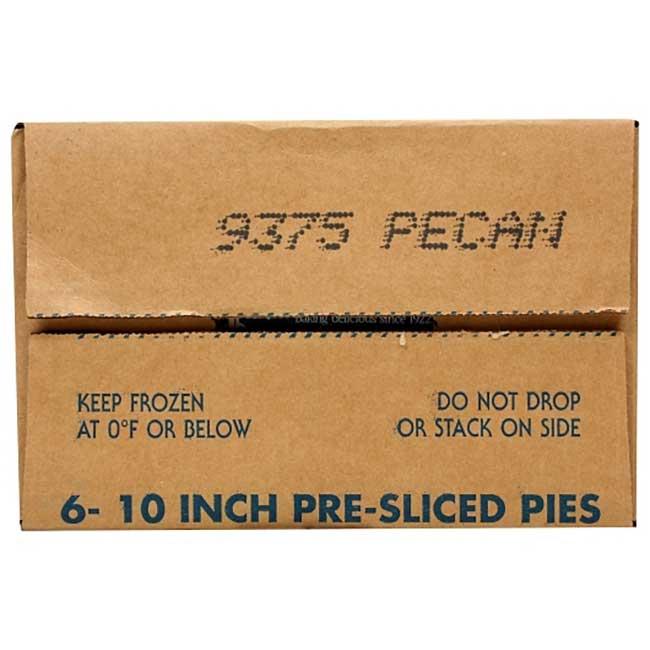 9375 PECAN
baking delicious since 1922
KEEP FROZEN
AT 0°F OR BELOW
DO NOT DROP
OR STACK ON SIDE
6- 10 INCH PRE-SLICED PIES